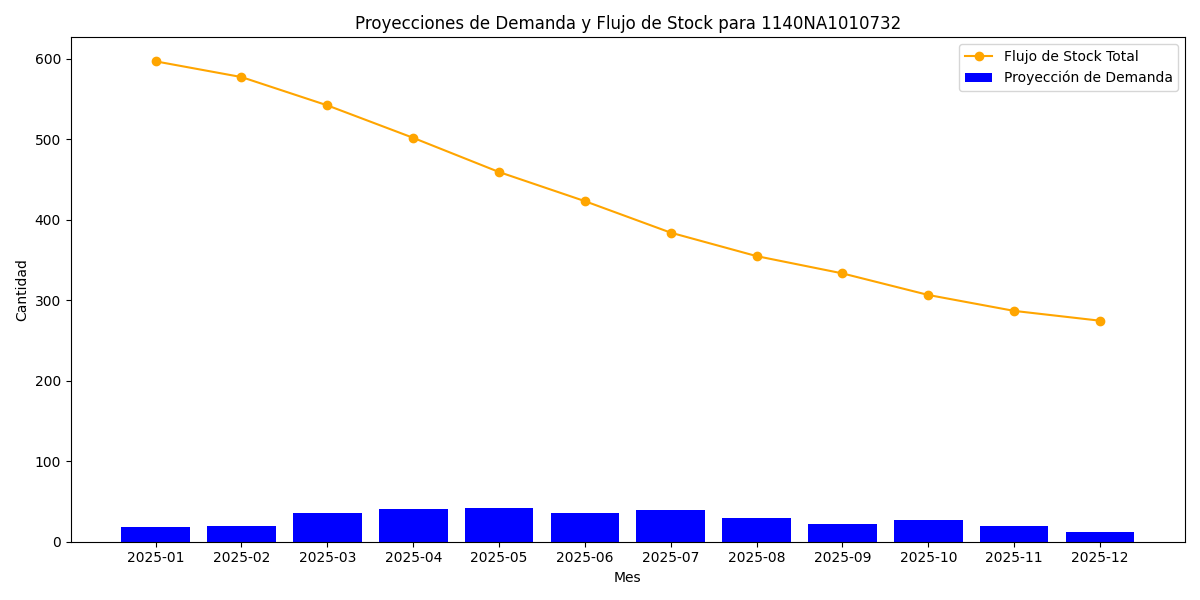 Proyecciones de Demanda y Flujo de Stock para 1140NA1010732
Flujo de Stock Total
Proyección de Demanda
Cantidad
600
500
400
300
200
100
0
2025-01 2025-02 2025-03 2025-04 2025-05 2025-06 2025-07 2025-08 2025-09 2025-10 2025-11 2025-12
Mes